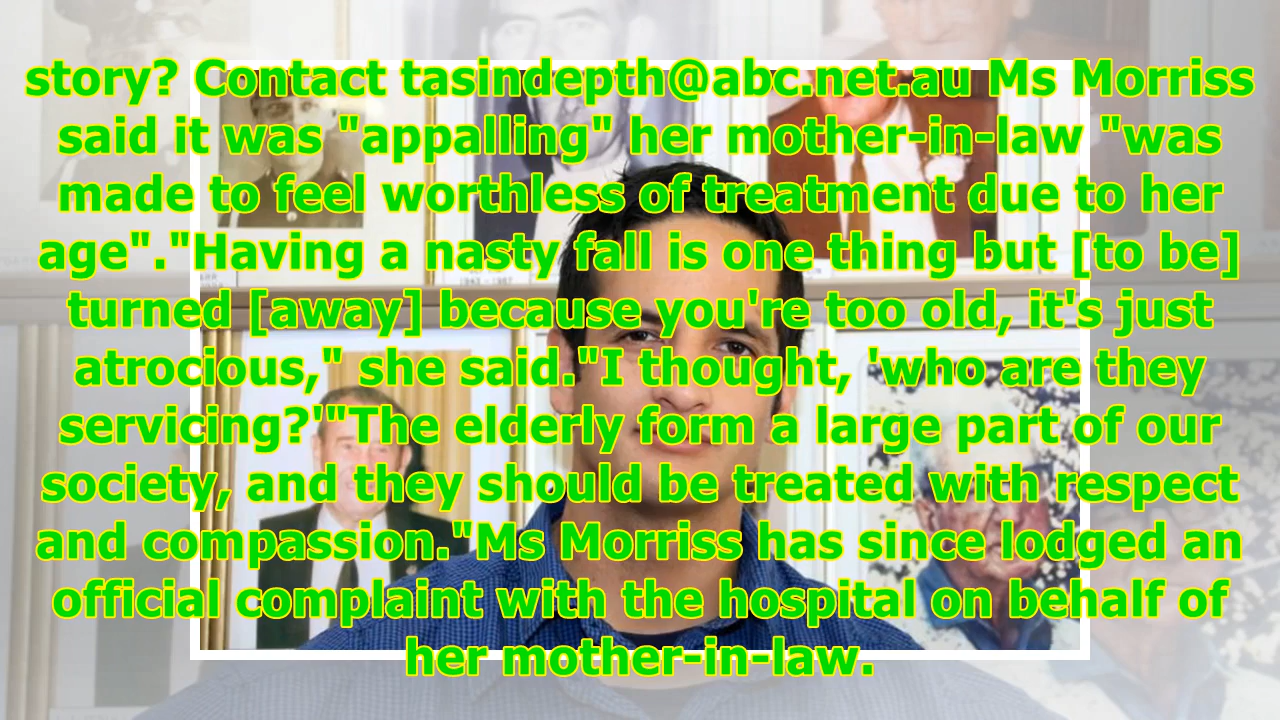 story? Contact tasindepth@abc.net.au Ms Morriss
said it was "appalling" her mother-in-law "was
made to feel worthless of treatment due to her
age"."Having a nasty fall is one thing but [to be]
turned [away] because you're too old, it's just
atrocious," she said."I thought, 'who are they
servicing?'"The elderly form a large part of our
society, and they should be treated with respect
and compassion."Ms Morriss has since lodged an
official complaint with the hospital on behalf of
her mother-in-law.